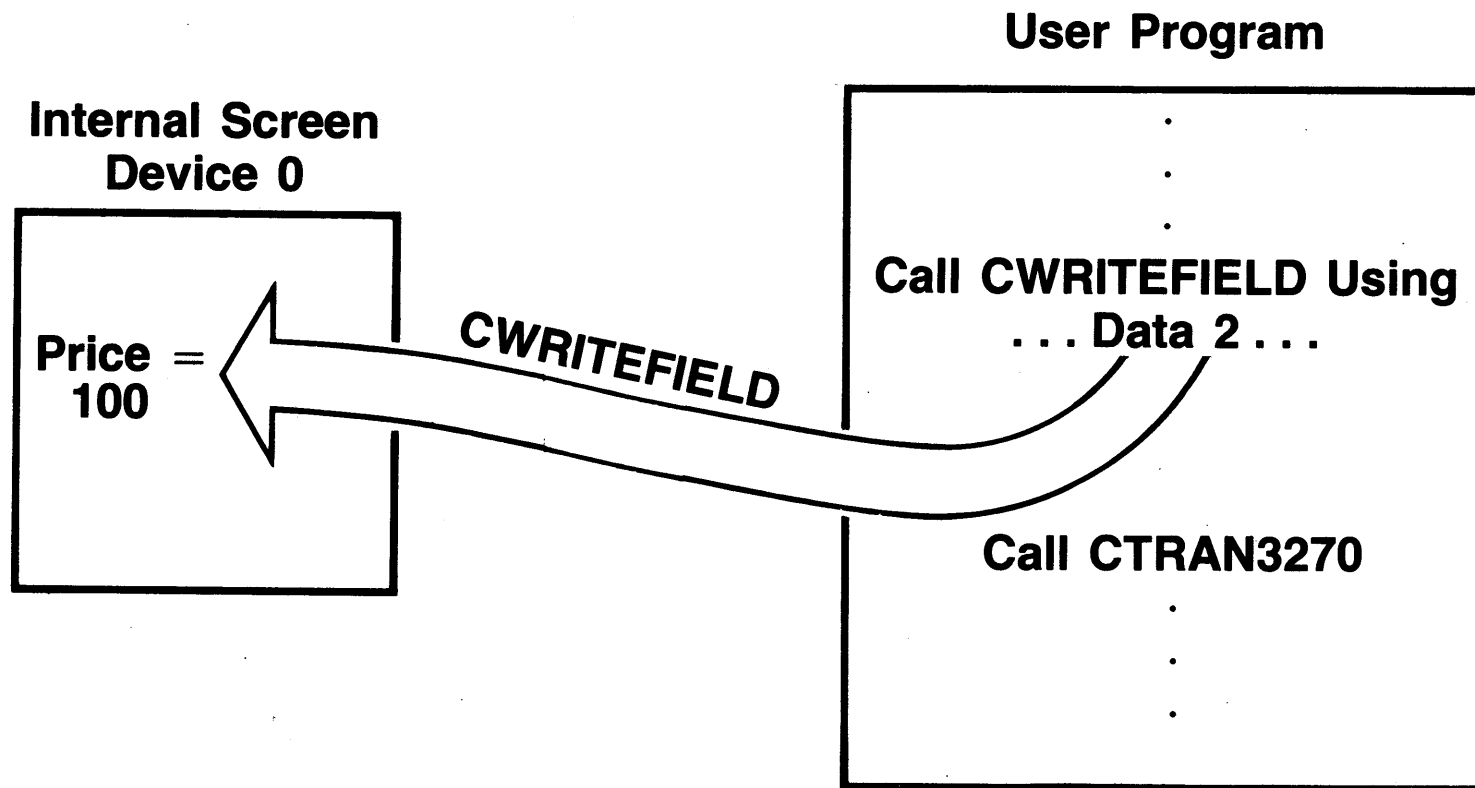 User Program
Internal Screen
Device 0
Price =
100
CWRITEFIELD
.
.
.
Call CWRITEFIELD Using
... Data 2 ...
Call CTRAN3270
.
.
.